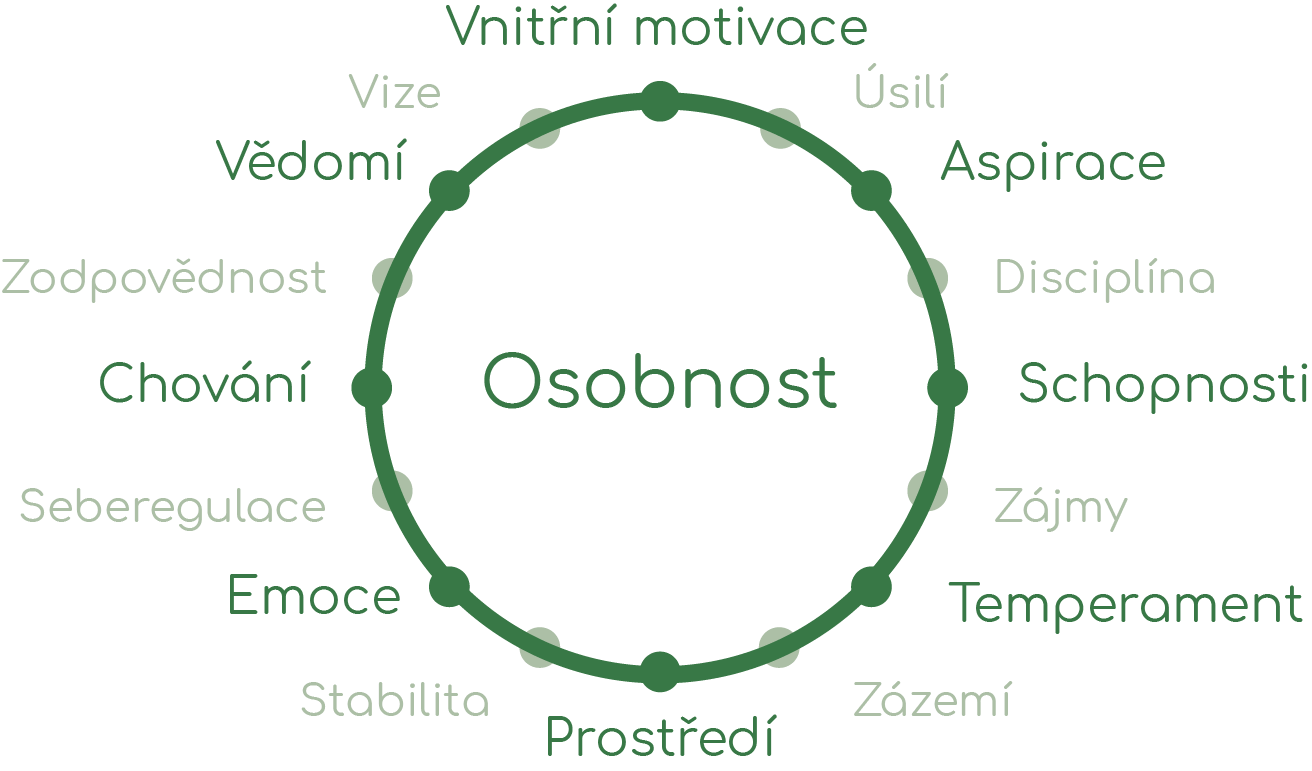 Vnitřní motivace
Vize
Úsilí
Vědomí
Aspirace
Zodpovědnost
Disciplína
Chování
Osobnost
Schopnosti
Seberegulace
Zájmy
Emoce
Temperament
Stabilita
Zázemí
Prostředí